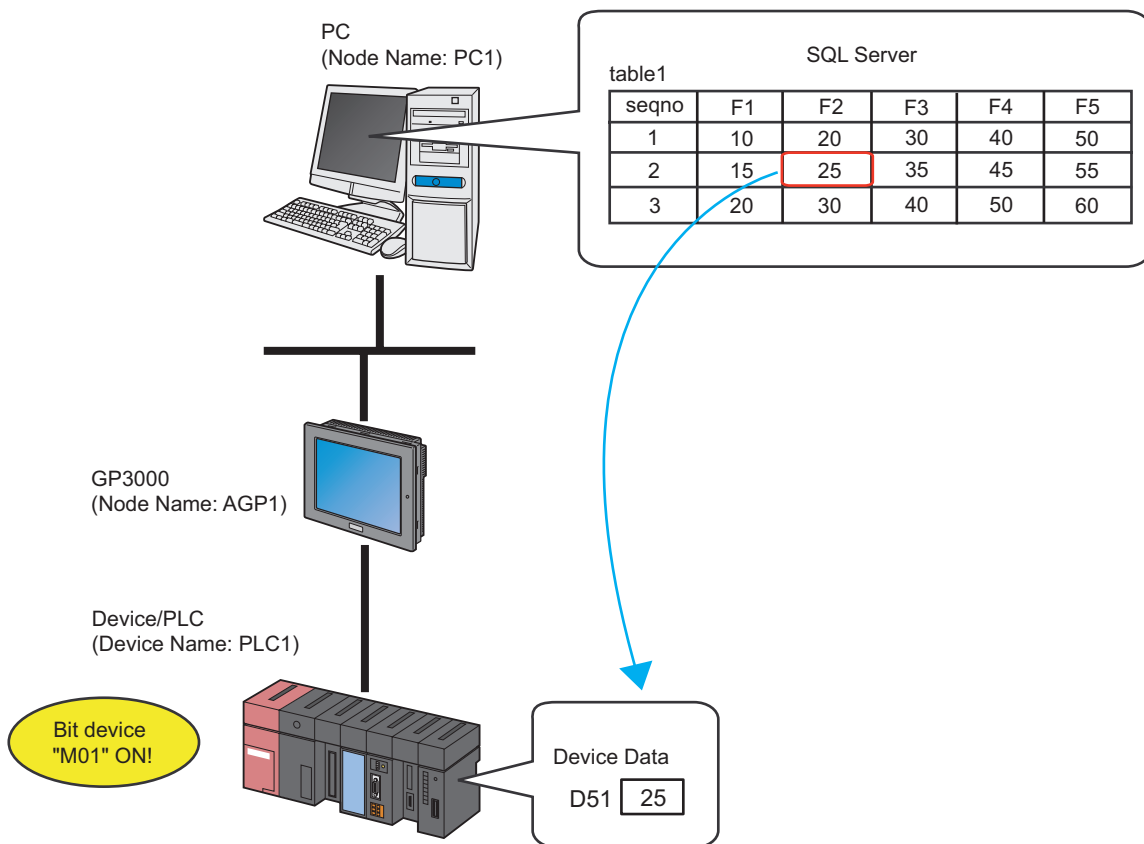 PC
(Node Name: PC1)
SQL Server
table1
seqno F1 F2 F3 F4 F5
1 10 20 30 40 50
2 15 25 35 45 55
3 20 30 40 50 60
GP3000
(Node Name: AGP1)
Device/PLC
(Device Name: PLC1)
Bit device
"M01" ON!
Device Data
D51 25